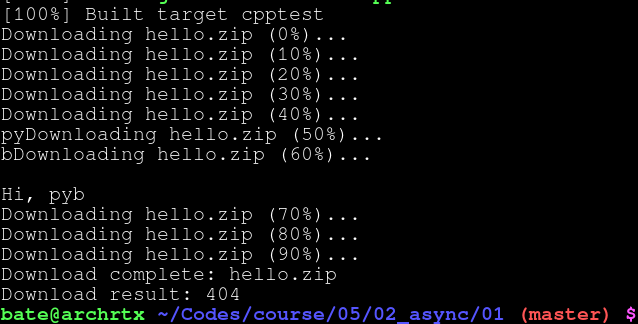 [100%] Built target cpptest
Downloading hello.zip (0%)...
Downloading hello.zip (10%)...
Downloading hello.zip (20%)...
Downloading hello.zip (30%)...
Downloading hello.zip (40%)...
pyDownloading hello.zip (50%)...
bDownloading hello.zip (60%)...
Hi, pyb
Downloading hello.zip (70%)...
Downloading hello.zip (80%)...
Downloading hello.zip (90%)...
Download complete: hello.zip
Download result: 404
bate@archrtx ~/Codes/course/05/02_async/01 (master) $